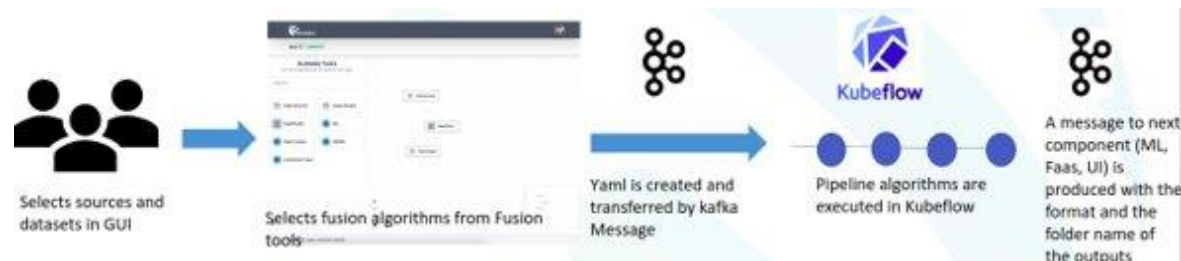 Selects sources and
datasets in GUI
Available Tools
Selects fusion algorithms from Fusion
tools
Yaml is created and
transferred by kafka
Message
Kubeflow
Pipeline algorithms are
executed in Kubeflow
A message to next
component (ML,
Faas, UI) is
produced with the
format and the
folder name of
the outputs